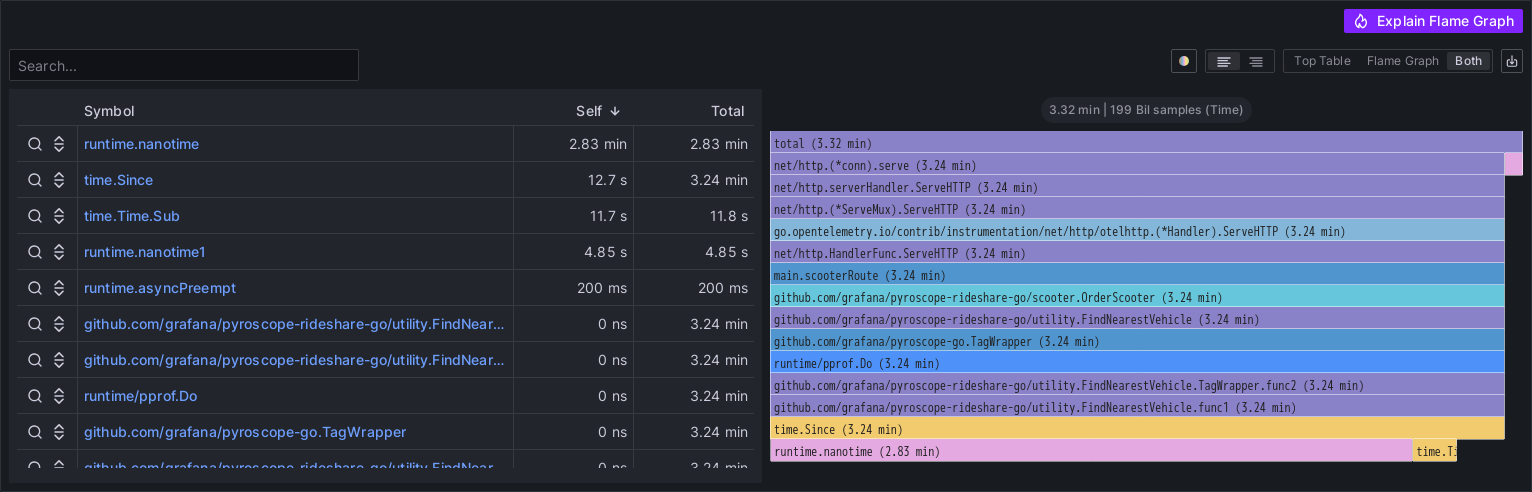 Explain Flame Graph
Search...
Top Table Flame Graph Both
Symbol Self Total
runtime.nanotime 2.83 min 2.83 min
time.Since 12.7 s 3.24 min
time.Time.Sub 11.7 s 11.8 s
runtime.nanotime1 4.85 s 4.85 s
runtime.asyncPreempt 200 ms 200 ms
github.com/grafana/pyroscope-rideshare-go/utility.FindNear... 0 ns 3.24 min
github.com/grafana/pyroscope-rideshare-go/utility.FindNear... 0 ns 3.24 min
runtime/pprof.Do 0 ns 3.24 min
github.com/grafana/pyroscope-go.TagWrapper 0 ns 3.24 min
github.com/grafana/pyroscope-rideshare-go/utility.FindNear... 0 ns 3.24 min
3.32 min | 199 Bil samples (Time)
total (3.32 min)
net/http.(*conn).serve (3.24 min)
net/http.serverHandler.ServeHTTP (3.24 min)
net/http.(*ServeMux).ServeHTTP (3.24 min)
go.opentelemetry.io/contrib/instrumentation/net/http/otelhttp.(*Handler).ServeHTTP (3.24 min)
net/http.HandlerFunc.ServeHTTP (3.24 min)
main.scooterRoute (3.24 min)
github.com/grafana/pyroscope-rideshare-go/scooter.OrderScooter (3.24 min)
github.com/grafana/pyroscope-rideshare-go/utility.FindNearestVehicle (3.24 min)
github.com/grafana/pyroscope-go.TagWrapper (3.24 min)
runtime/pprof.Do (3.24 min)
github.com/grafana/pyroscope-rideshare-go/utility.FindNearestVehicle.TagWrapper.func2 (3.24 min)
github.com/grafana/pyroscope-rideshare-go/utility.FindNearestVehicle.func1 (3.24 min)
time.Since (3.24 min)
runtime.nanotime (2.83 min) time.Ti